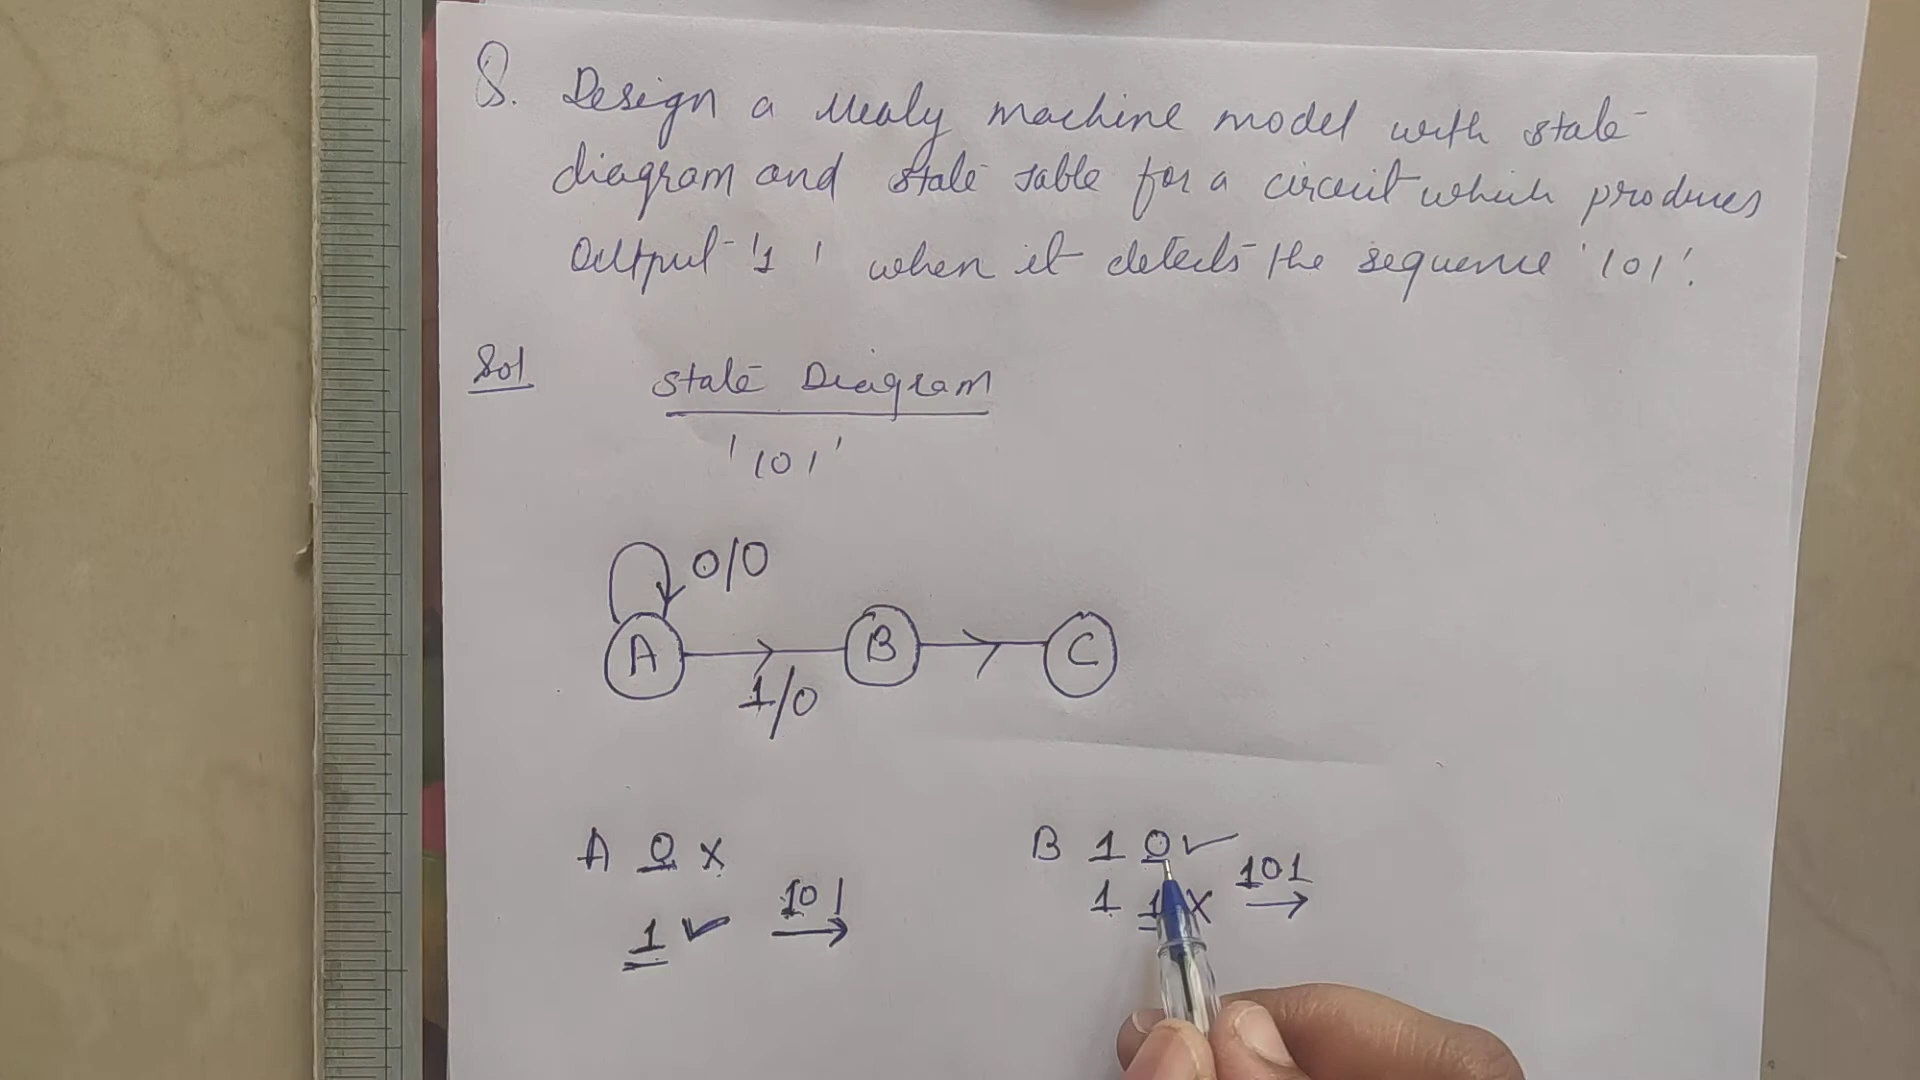 Q. Design a Mealy machine model with state
diagram and state table for a circuit which produces
output '1' when it detects the sequence '101'.
Sol State Diagram
'101'
0/0
A B C
1/0
A 0 x
1 ✓ 101
B 1 0 ✓
1 1 x 101